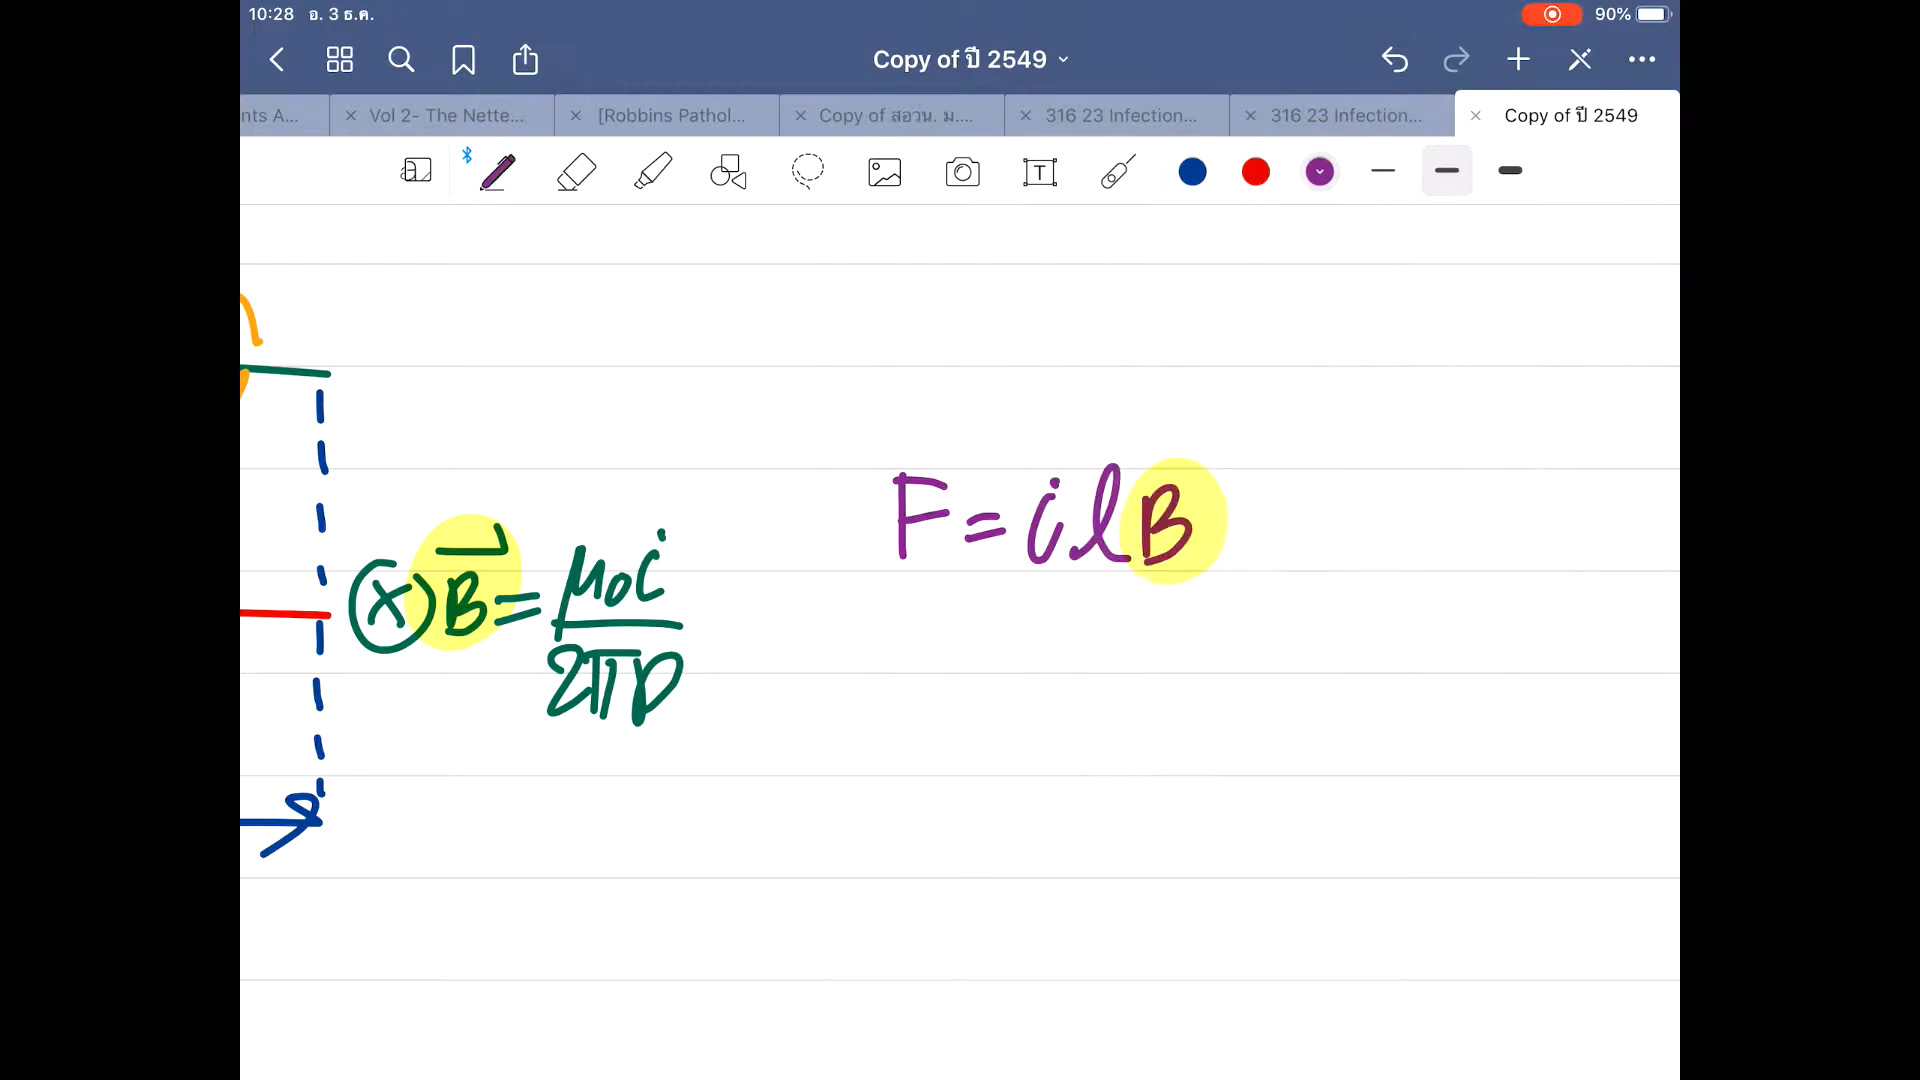 10:28 อ. 3 ธ.ค. 90%
Copy of ปี 2549
nts A... Vol 2- The Nette... [Robbins Pathol... Copy of สอวน. ม.... 316 23 Infection... 316 23 Infection... Copy of ปี 2549
F = ilB
(x) B = μ₀i
2πD